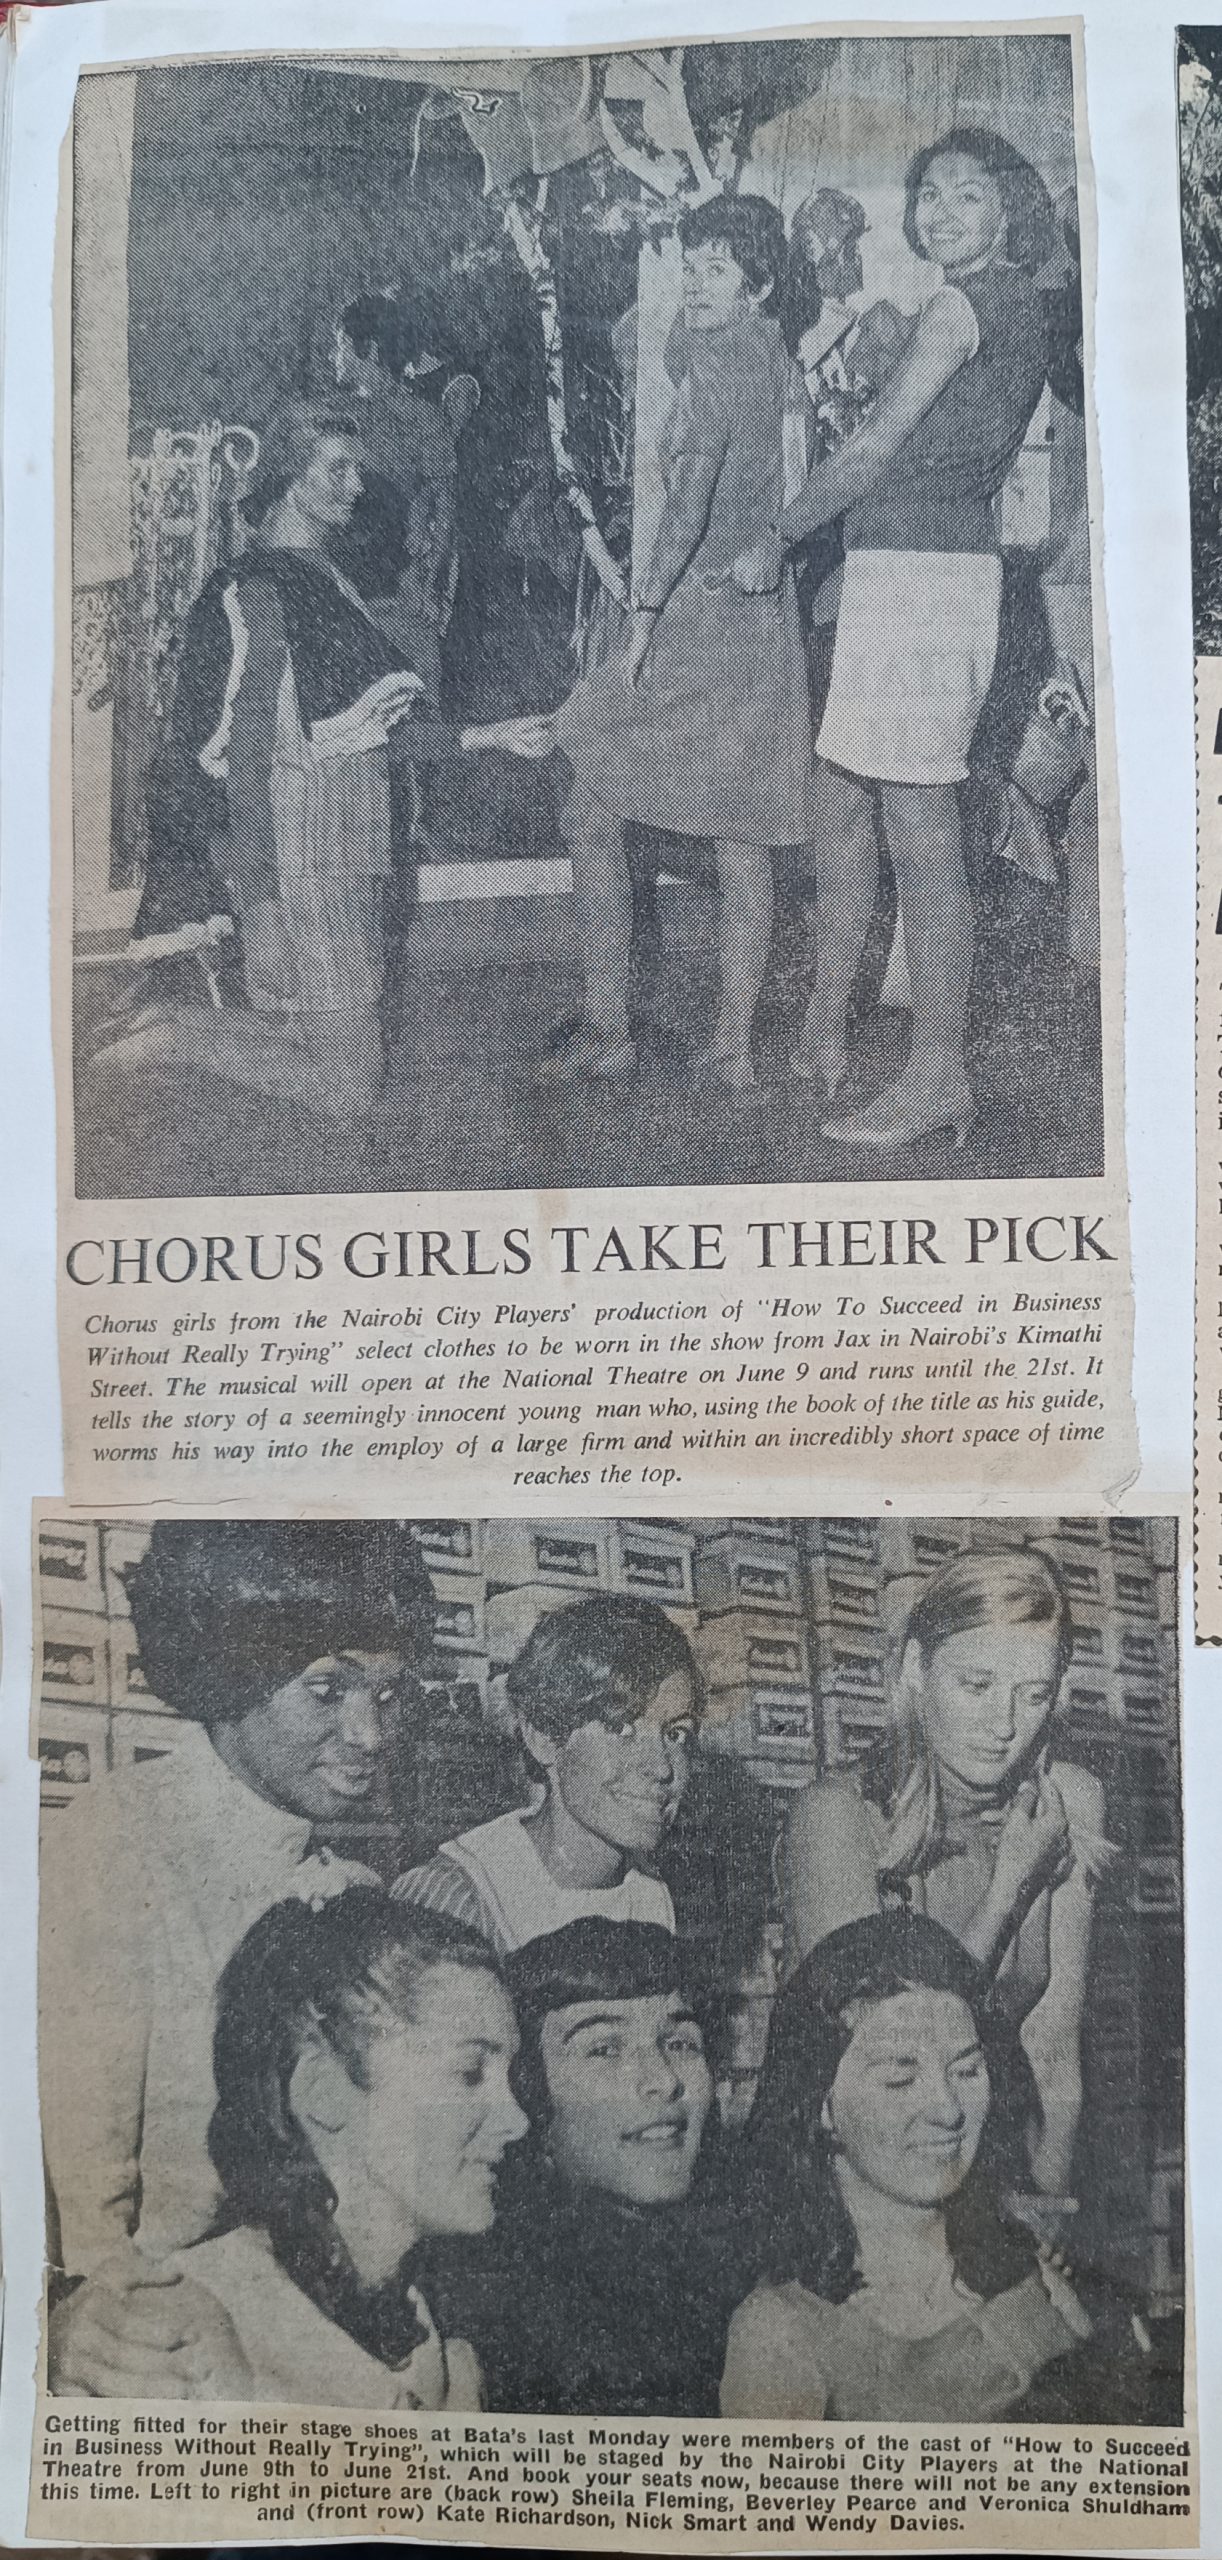 CHORUS GIRLS TAKE THEIR PICK
Chorus girls from the Nairobi City Players' production of "How To Succeed in Business
Without Really Trying" select clothes to be worn in the show from Jax in Nairobi's Kimathi
Street. The musical will open at the National Theatre on June 9 and runs until the 21st. It
tells the story of a seemingly innocent young man who, using the book of the title as his guide,
worms his way into the employ of a large firm and within an incredibly short space of time
reaches the top.
Getting fitted for their stage shoes at Bata's last Monday were members of the cast of "How to Succeed
in Business Without Really Trying", which will be staged by the Nairobi City Players at the National
Theatre from June 9th to June 21st. And book your seats now, because there will not be any extension
this time. Left to right in picture are (back row) Sheila Fleming, Beverley Pearce and Veronica Shuldham
and (front row) Kate Richardson, Nick Smart and Wendy Davies.